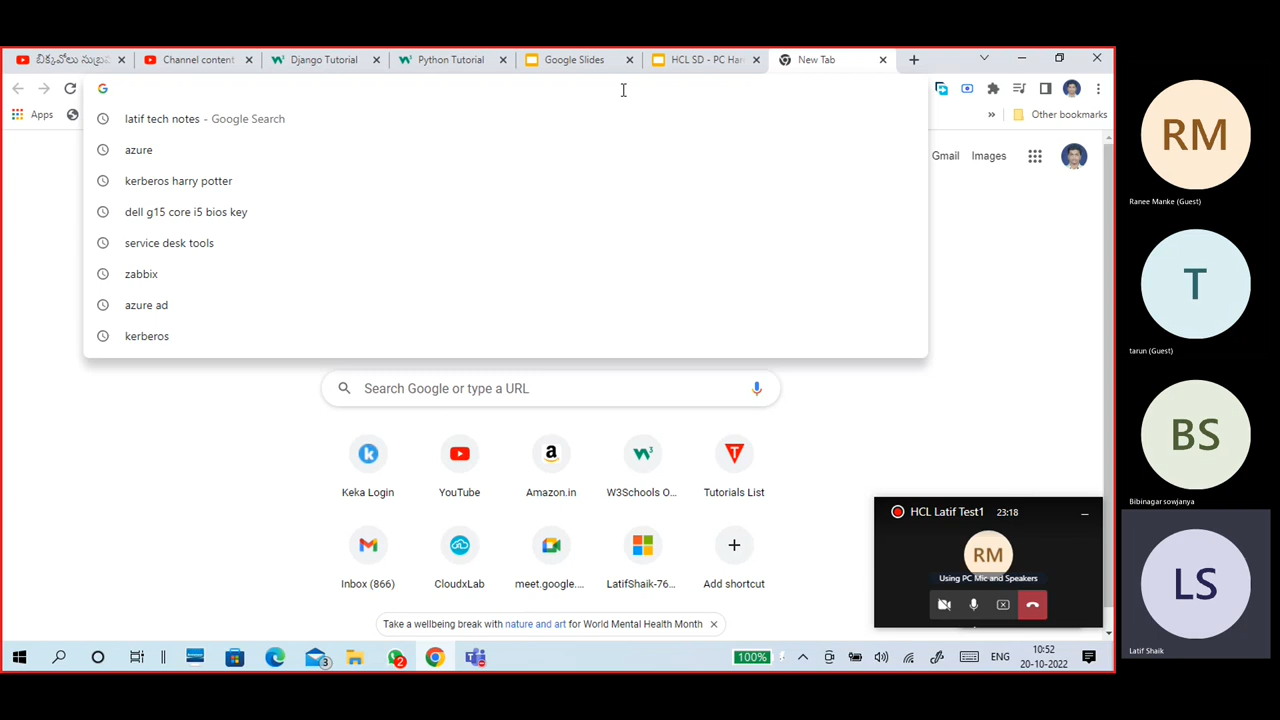 బిక్కవోలు సుబ్రమ
Channel content
Django Tutorial
Python Tutorial
Google Slides
HCL SD - PC Har
New Tab
latif tech notes - Google Search
azure
kerberos harry potter
dell g15 core i5 bios key
service desk tools
zabbix
azure ad
kerberos
Apps
»
Other bookmarks
Gmail
Images
Search Google or type a URL
Keka Login
YouTube
Amazon.in
W3Schools O...
Tutorials List
Inbox (866)
CloudxLab
meet.google....
LatifShaik-76...
Add shortcut
Take a wellbeing break with nature and art for World Mental Health Month
HCL Latif Test1 23:18
RM
Using PC Mic and Speakers
3
2
100%
ENG
10:52
20-10-2022
RM
Ranee Manke (Guest)
T
tarun (Guest)
BS
Bibinagar sowjanya
LS
Latif Shaik